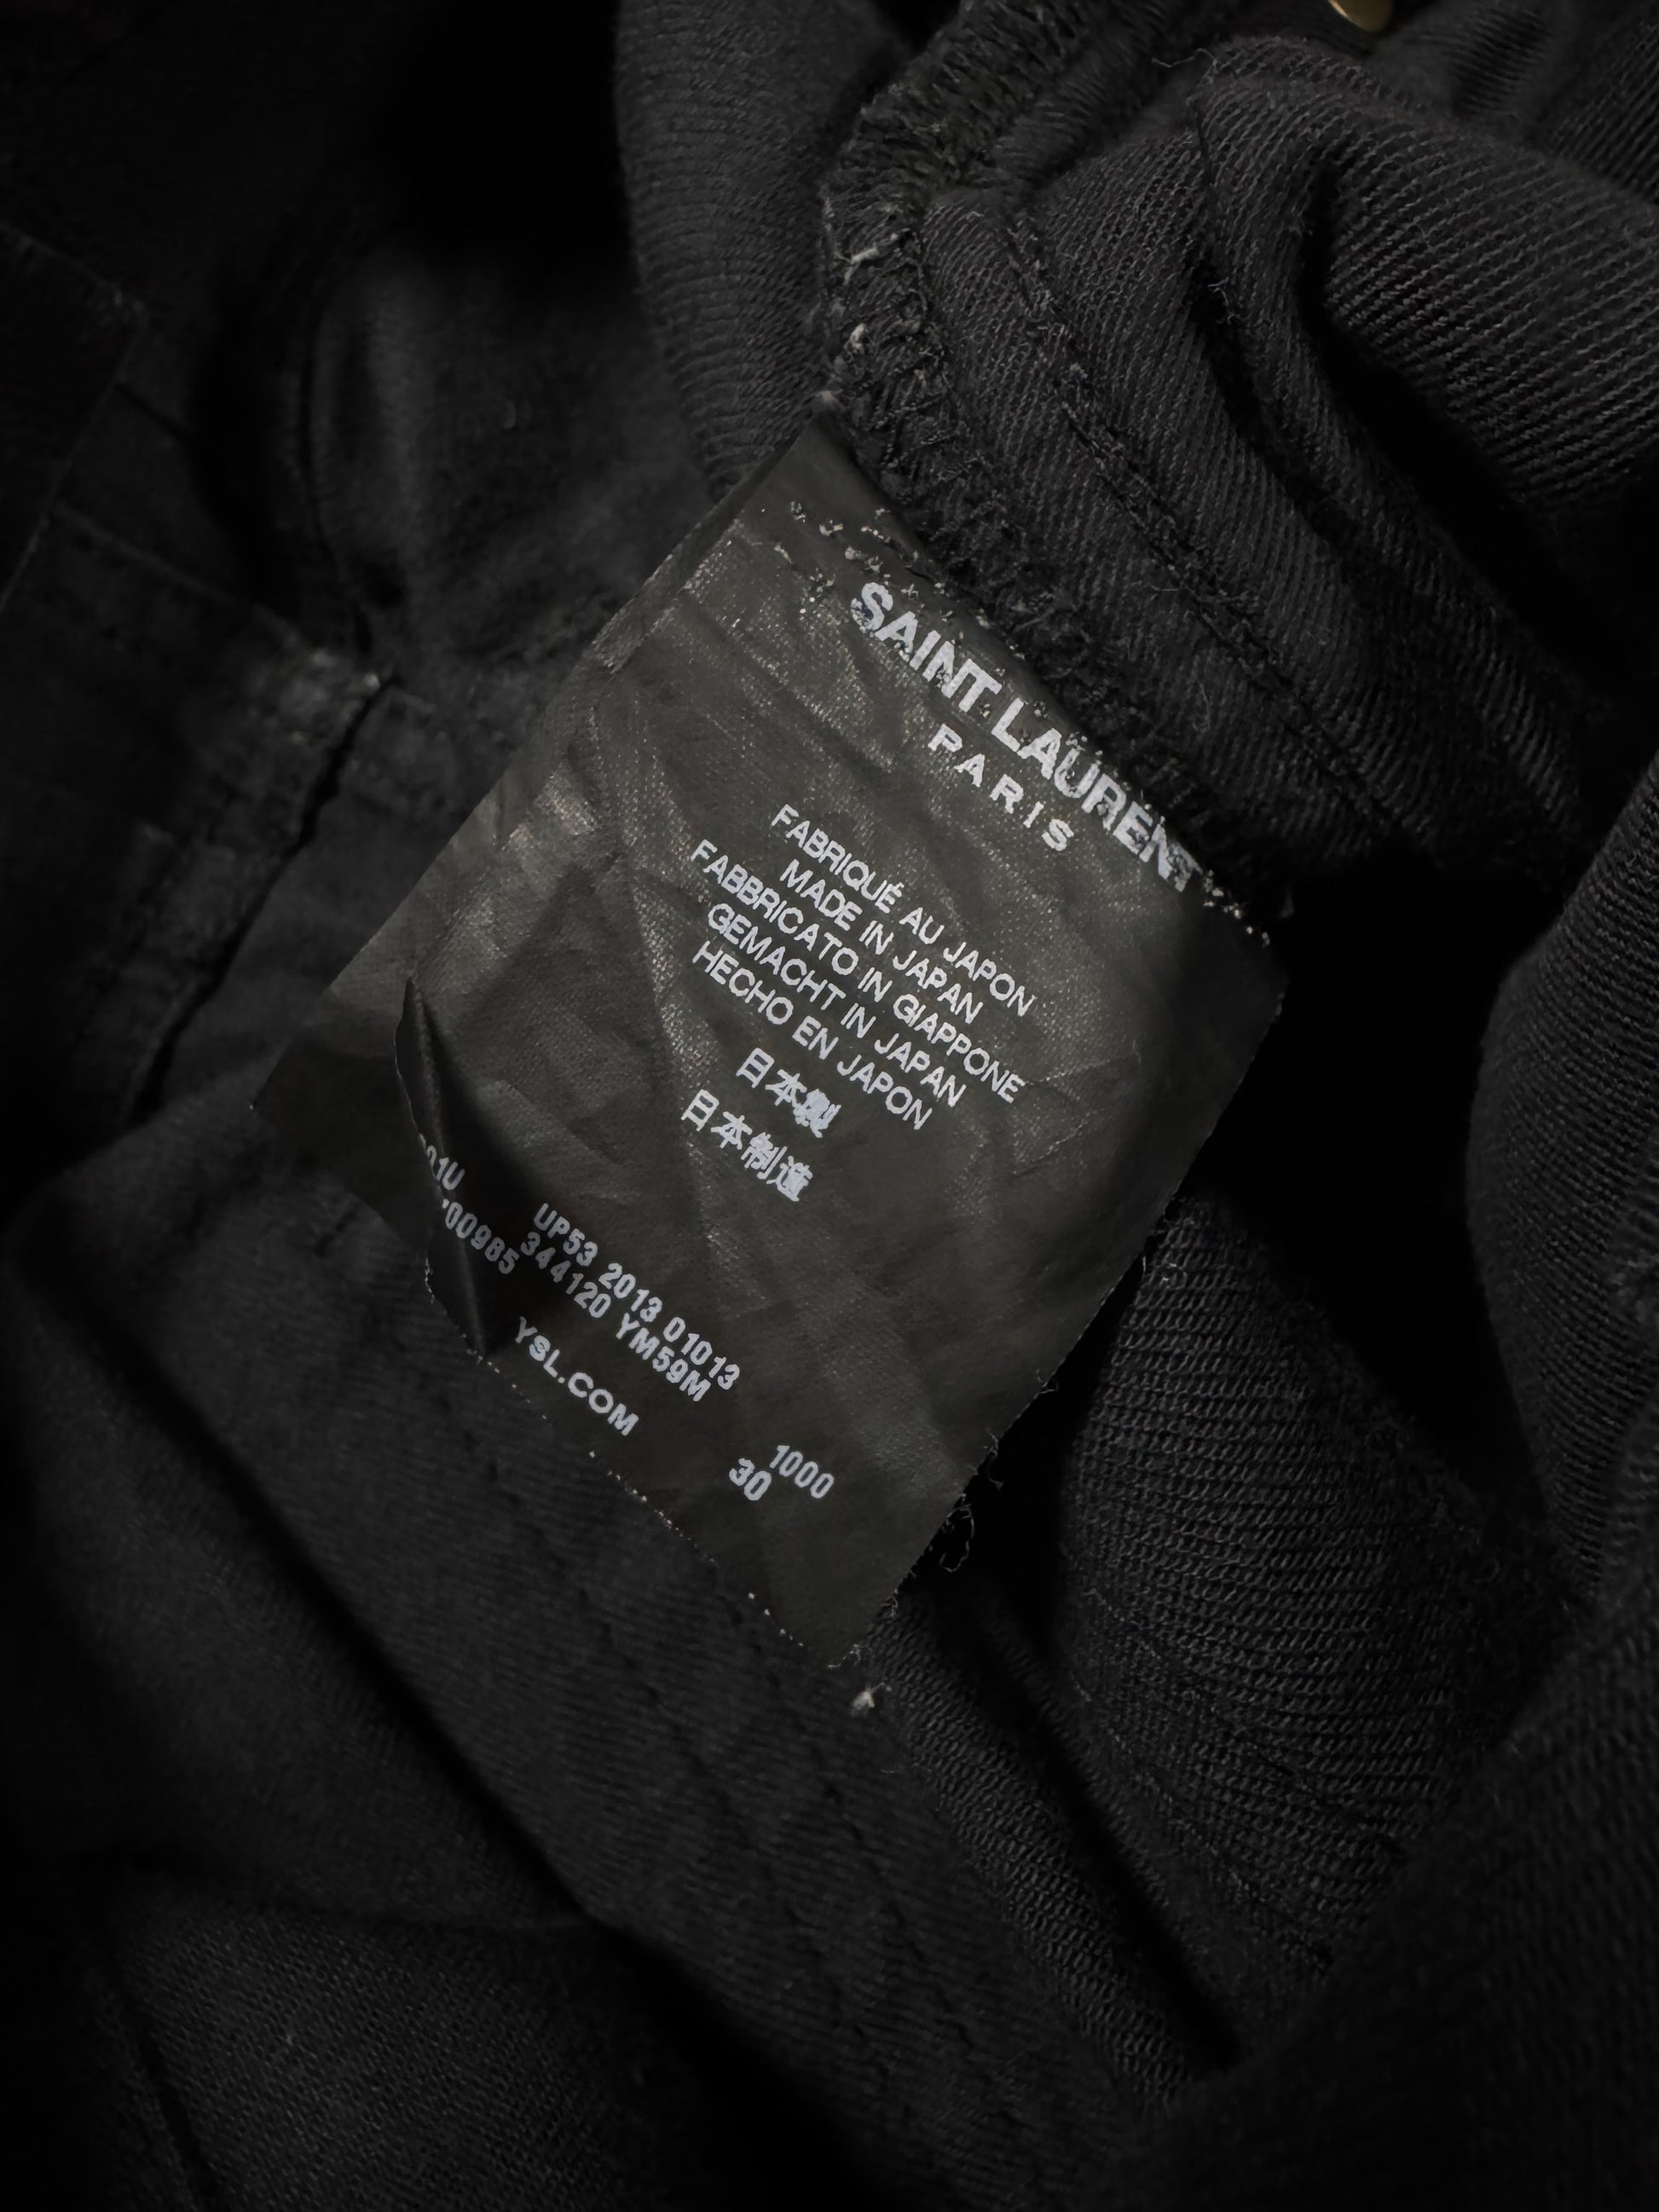 SAINT LAURENT
PARIS
FABRIQUÉ AU JAPON
MADE IN JAPAN
FABBRICATO IN GIAPPONE
GEMACHT IN JAPAN
HECHO EN JAPON
日本製
日本制造
UP53 2013 01013
344120 YM59M
1000
30
YSL.COM